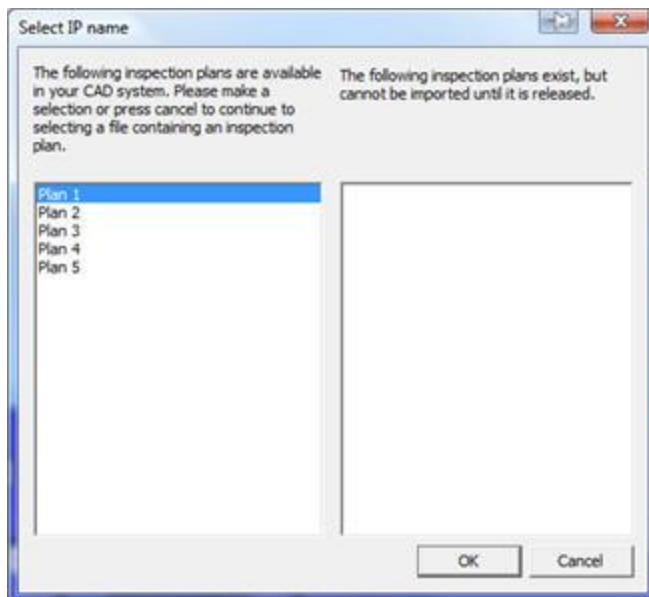 Select IP name
The following inspection plans are available
in your CAD system. Please make a
selection or press cancel to continue to
selecting a file containing an inspection
plan.
The following inspection plans exist, but
cannot be imported until it is released.
Plan 1
Plan 2
Plan 3
Plan 4
Plan 5
OK
Cancel